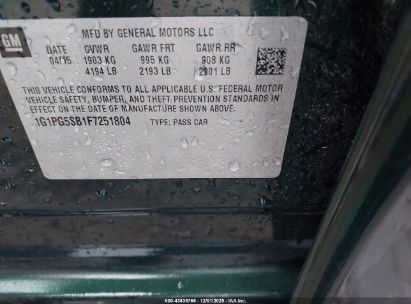 GM
MFD BY GENERAL MOTORS LLC
DATE GVWR GAWR FRT GAWR RR
04/15 1903 KG 995 KG 908 KG
4194 LB 2193 LB 2001 LB
THIS VEHICLE CONFORMS TO ALL APPLICABLE U.S. FEDERAL MOTOR
VEHICLE SAFETY, BUMPER, AND THEFT PREVENTION STANDARDS IN
EFFECT ON THE DATE OF MANUFACTURE SHOWN ABOVE.
1G1PG5SB1F7251804 TYPE: PASS CAR